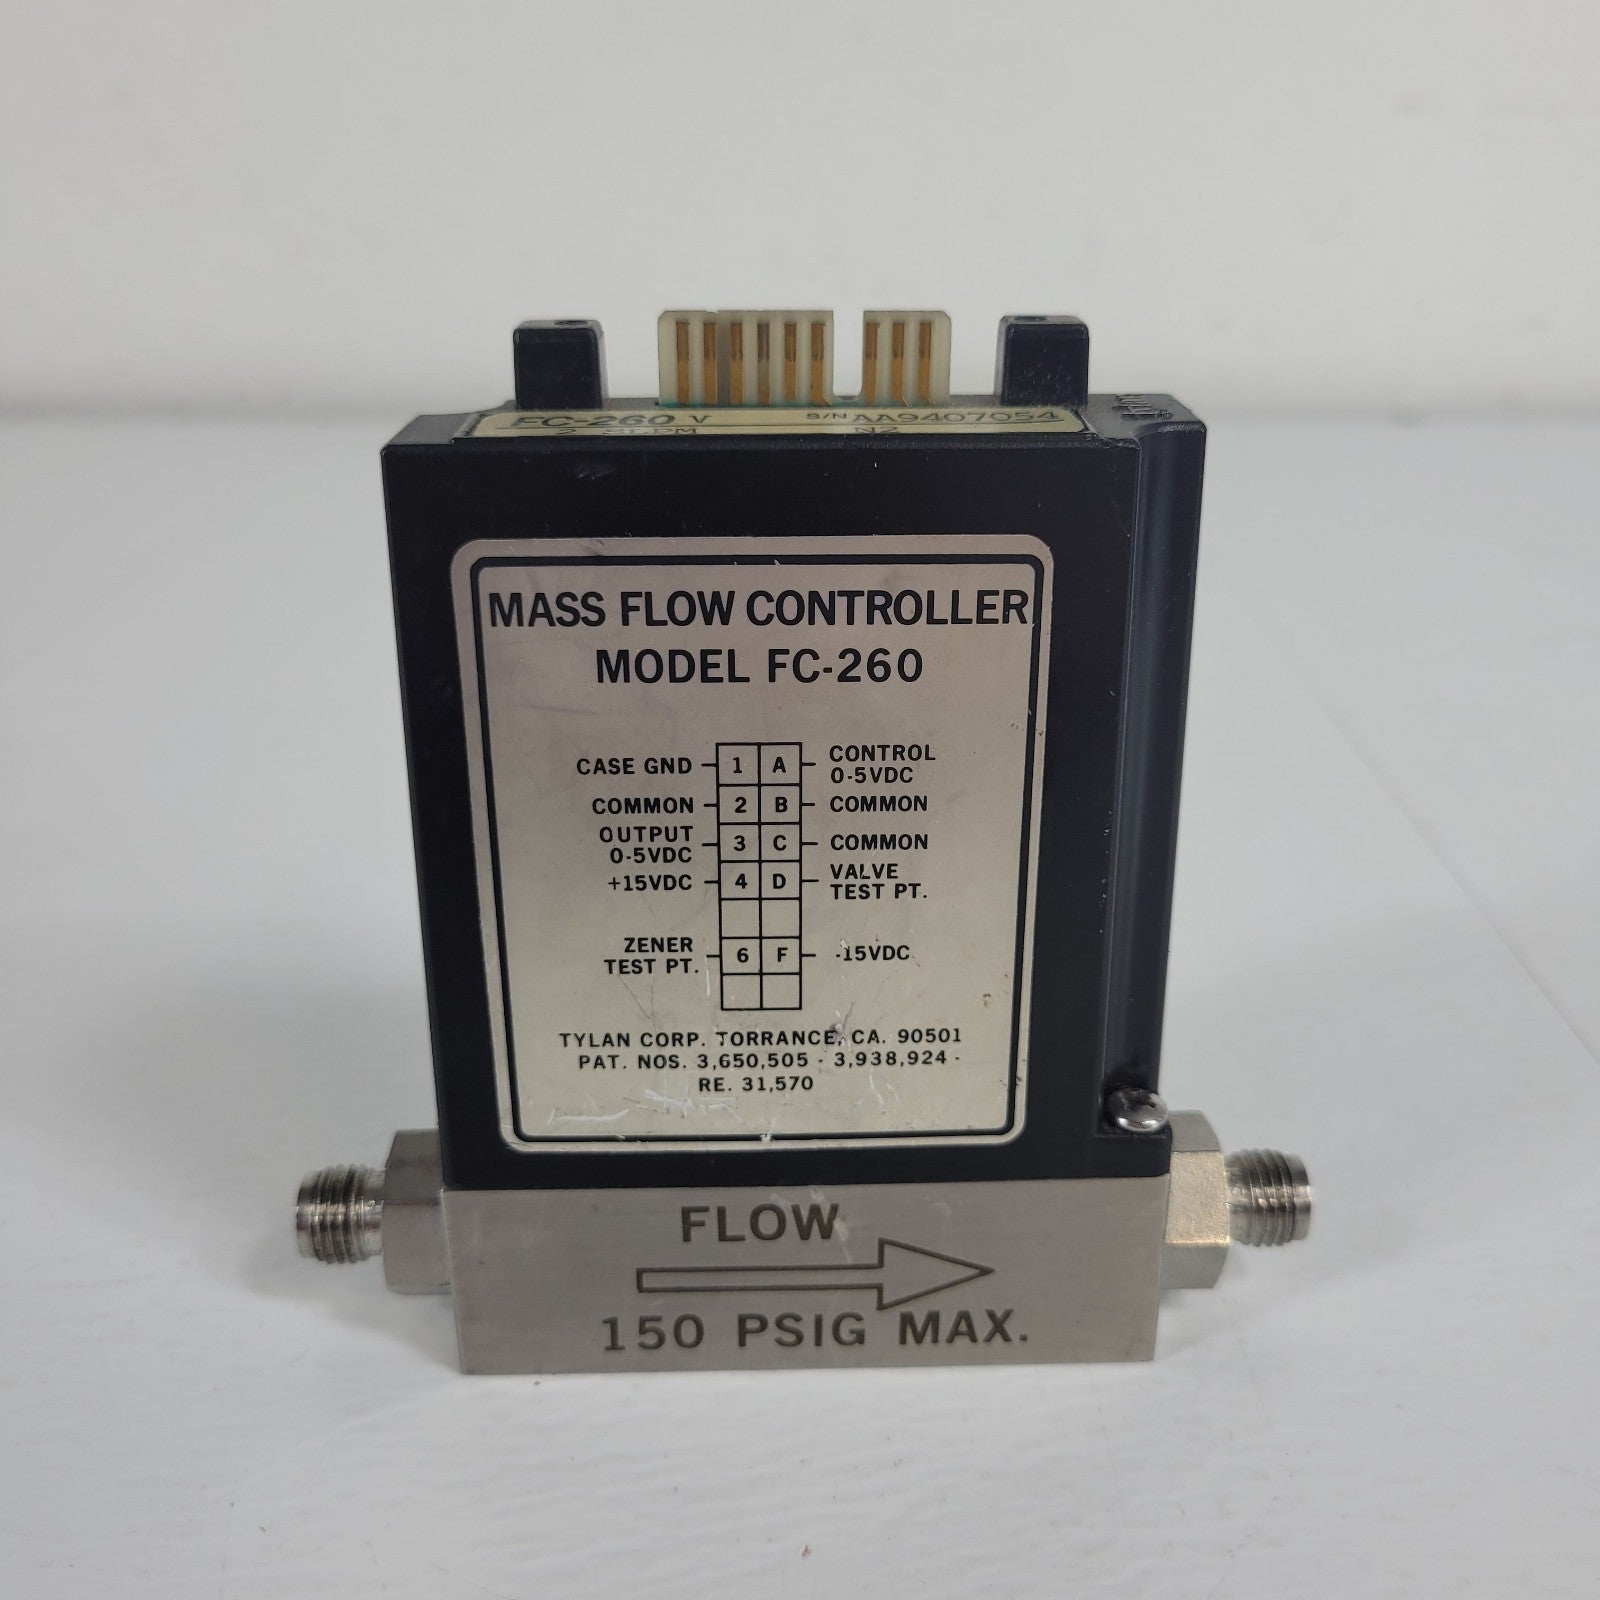 FC-260 V S/N AA9407054
2 SLPM N2
MASS FLOW CONTROLLER
MODEL FC-260
CASE GND 1 A CONTROL
0-5VDC
COMMON 2 B COMMON
OUTPUT
0-5VDC 3 C COMMON
+15VDC 4 D VALVE
TEST PT.
ZENER
TEST PT. 6 F -15VDC
TYLAN CORP. TORRANCE, CA. 90501
PAT. NOS. 3,650,505 - 3,938,924 -
RE. 31,570
FLOW
150 PSIG MAX.